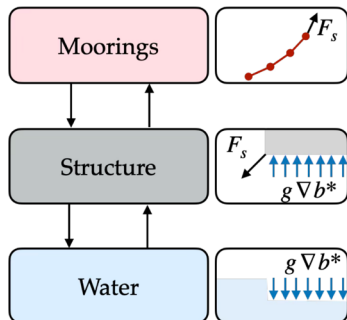 Moorings
F_s
Structure
F_s
g ∇b*
Water
g ∇b*